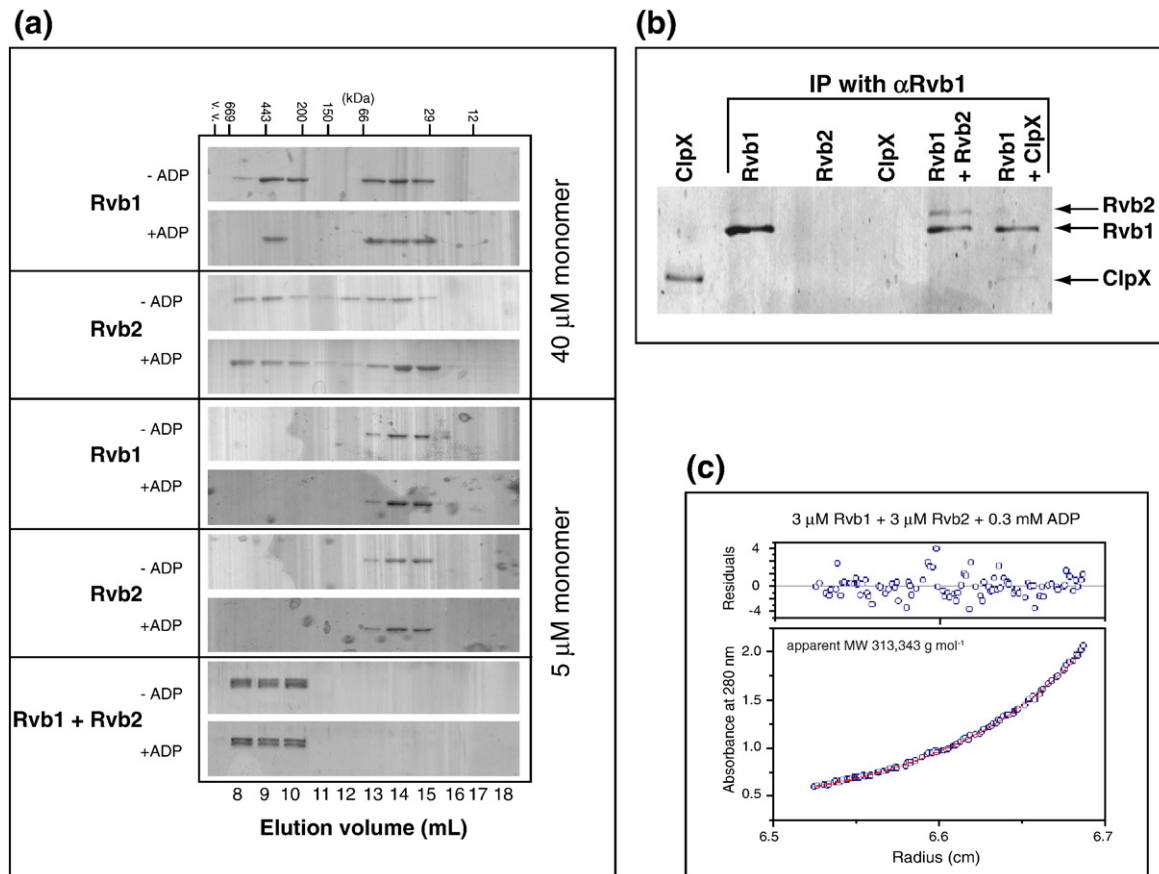 (a)
(kDa)
v. v.
669
443
200
150
66
29
12
Rvb1
- ADP
+ADP
Rvb2
- ADP
+ADP
40 μM monomer
Rvb1
- ADP
+ADP
Rvb2
- ADP
+ADP
Rvb1 + Rvb2
- ADP
+ADP
5 μM monomer
8 9 10 11 12 13 14 15 16 17 18
Elution volume (mL)
(b)
IP with αRvb1
ClpX
Rvb1
Rvb2
ClpX
Rvb1
+ Rvb2
Rvb1
+ ClpX
Rvb2
Rvb1
ClpX
(c)
3 μM Rvb1 + 3 μM Rvb2 + 0.3 mM ADP
Residuals
4
0
-4
apparent MW 313,343 g mol-1
Absorbance at 280 nm
2.0
1.5
1.0
0.5
6.5 6.6 6.7
Radius (cm)